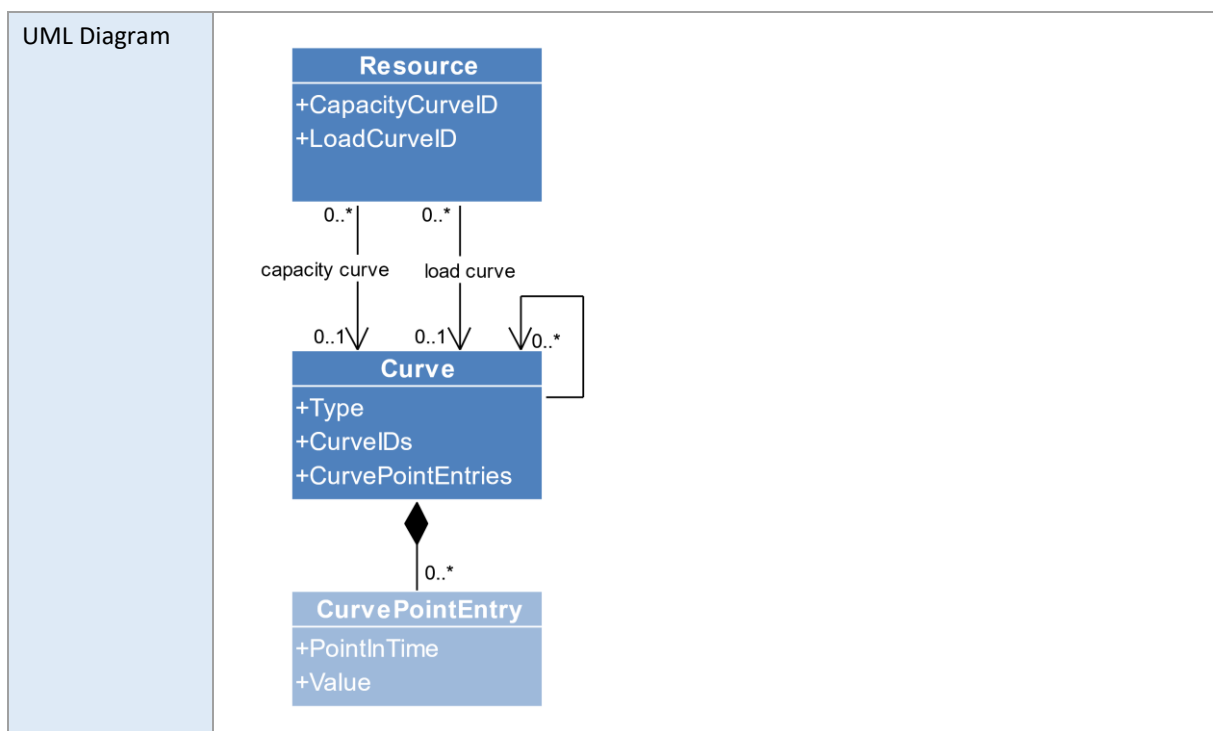 UML Diagram
Resource
+CapacityCurveID
+LoadCurveID
0..* 0..*
capacity curve load curve
0..1 0..1 0..*
Curve
+Type
+CurveIDs
+CurvePointEntries
0..*
CurvePointEntry
+PointInTime
+Value